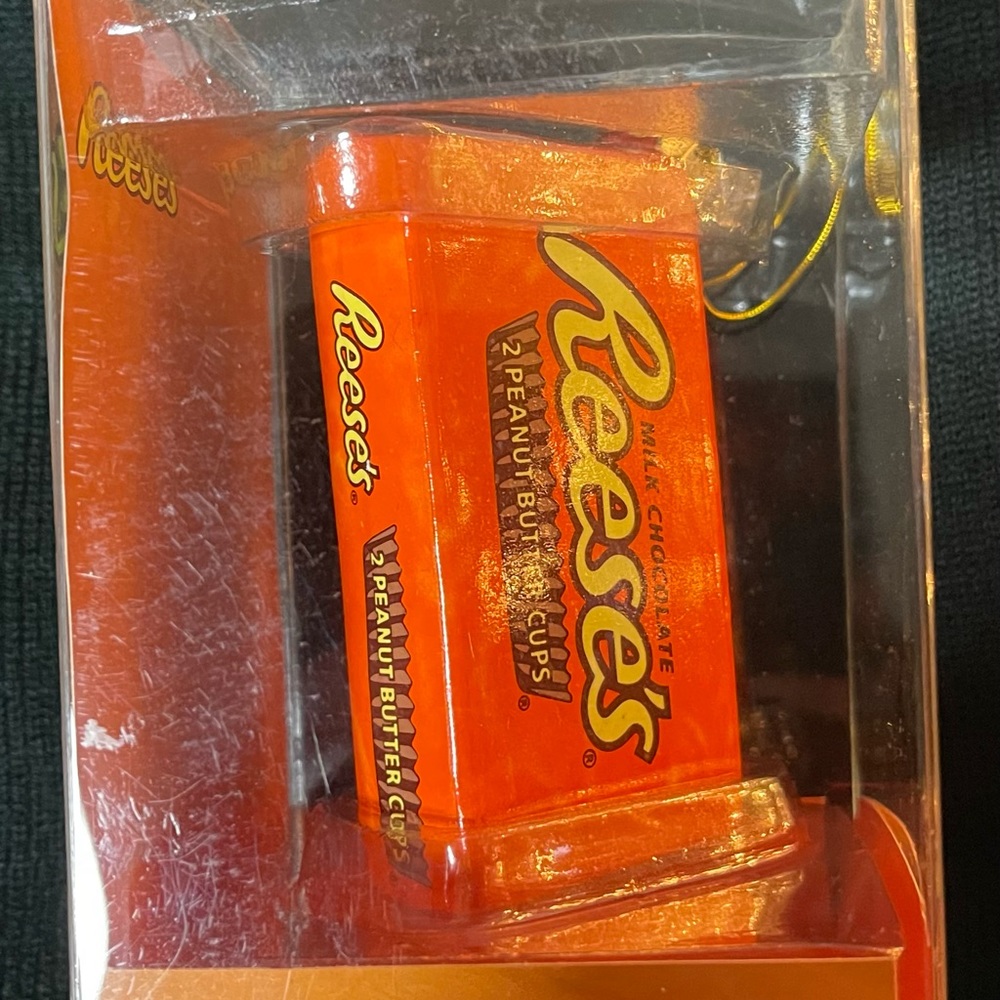 Reese's
Reese's®
2 PEANUT BUTTER CUPS
MILK CHOCOLATE
Reese's®
2 PEANUT BUTTER CUPS®